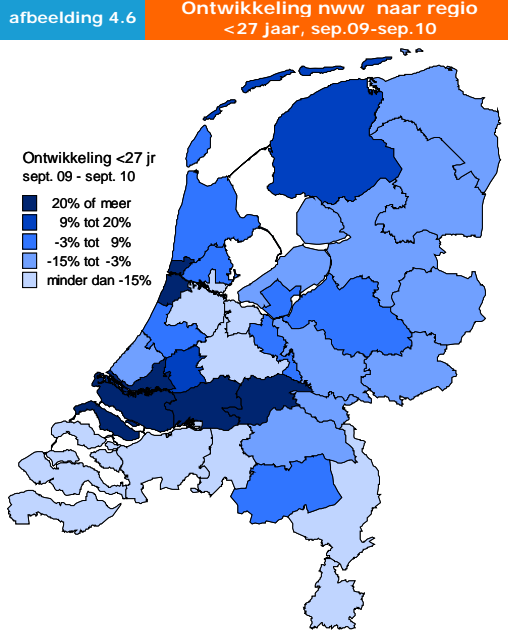 afbeelding 4.6
Ontwikkeling nww naar regio
<27 jaar, sep.09-sep.10
Ontwikkeling <27 jr
sept. 09 - sept. 10
20% of meer
9% tot 20%
-3% tot 9%
-15% tot -3%
minder dan -15%